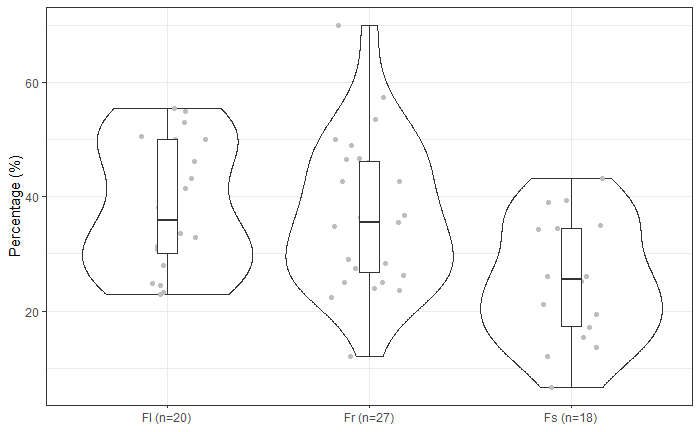 Percentage (%)
60
40
20
Fl (n=20)
Fr (n=27)
Fs (n=18)